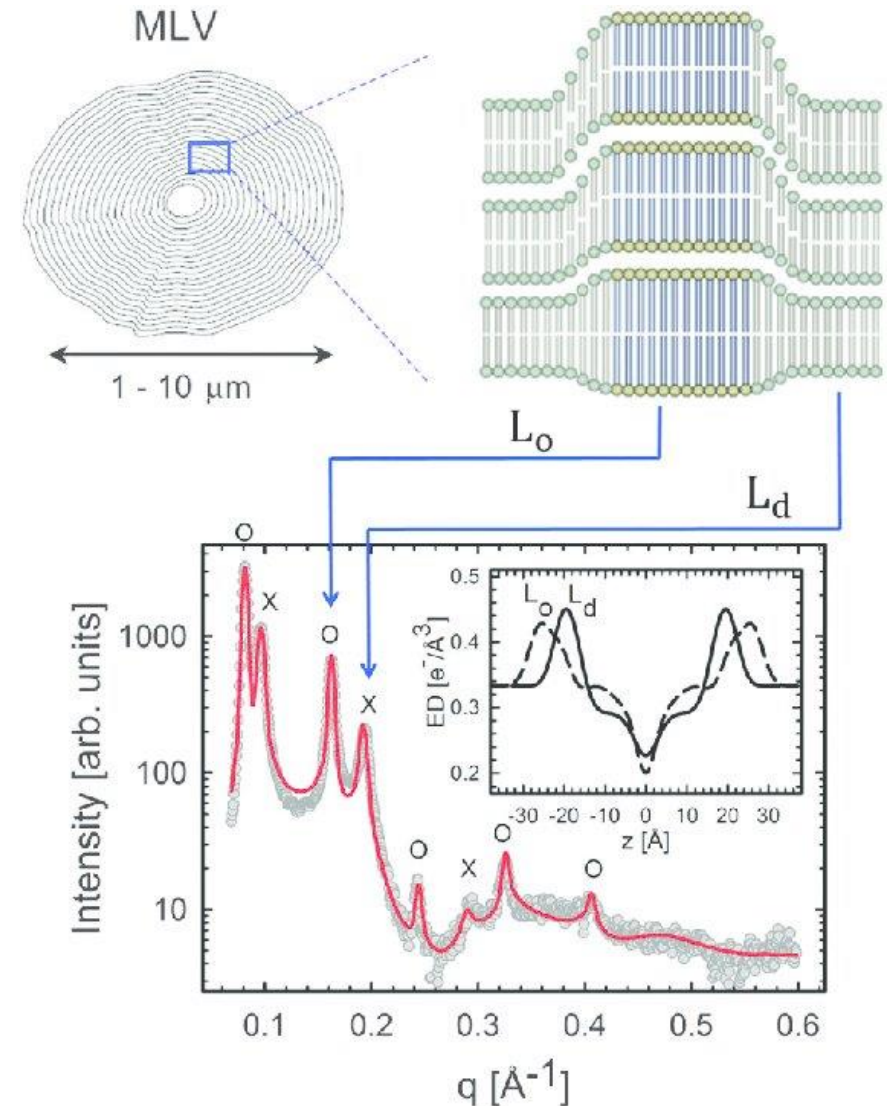 MLV
1 - 10 μm
Lo
Ld
O
X
O
X
O
X
O
O
Intensity [arb. units]
1000
100
10
0.1 0.2 0.3 0.4 0.5 0.6
q [Å-1]
ED [e-/Å3]
0.5
0.4
0.3
0.2
Lo Ld
-30 -20 -10 0 10 20 30
z [Å]